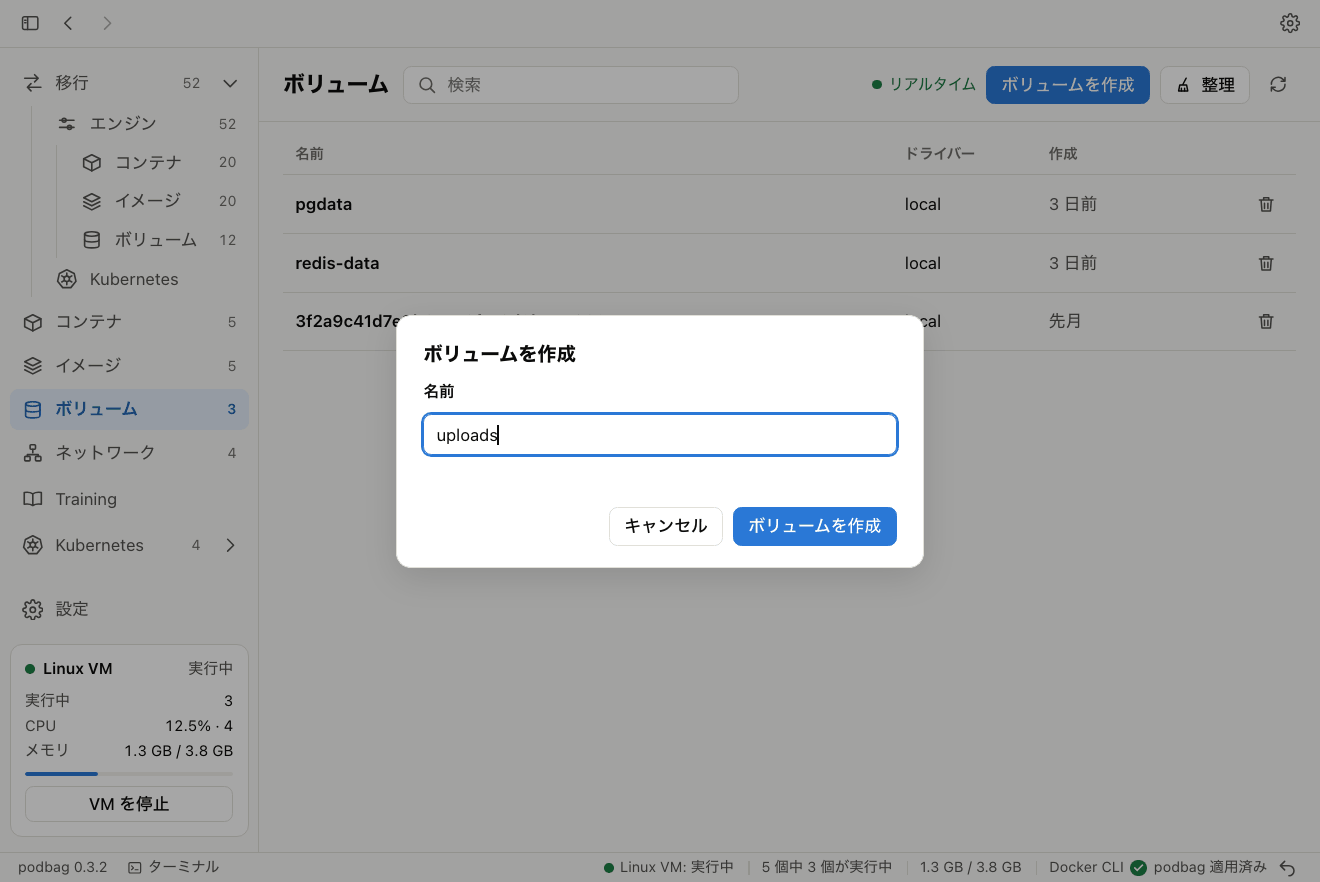 移行 52
エンジン 52
コンテナ 20
イメージ 20
ボリューム 12
Kubernetes
コンテナ 5
イメージ 5
ボリューム 3
ネットワーク 4
Training
Kubernetes 4
設定
Linux VM 実行中
実行中 3
CPU 12.5% · 4
メモリ 1.3 GB / 3.8 GB
VM を停止
ボリューム 検索 リアルタイム ボリュームを作成 整理
名前 ドライバー 作成
pgdata local 3 日前
redis-data local 3 日前
先月
ボリュームを作成
名前
uploads
キャンセル ボリュームを作成
podbag 0.3.2 ターミナル Linux VM: 実行中 5 個中 3 個が実行中 1.3 GB / 3.8 GB Docker CLI podbag 適用済み